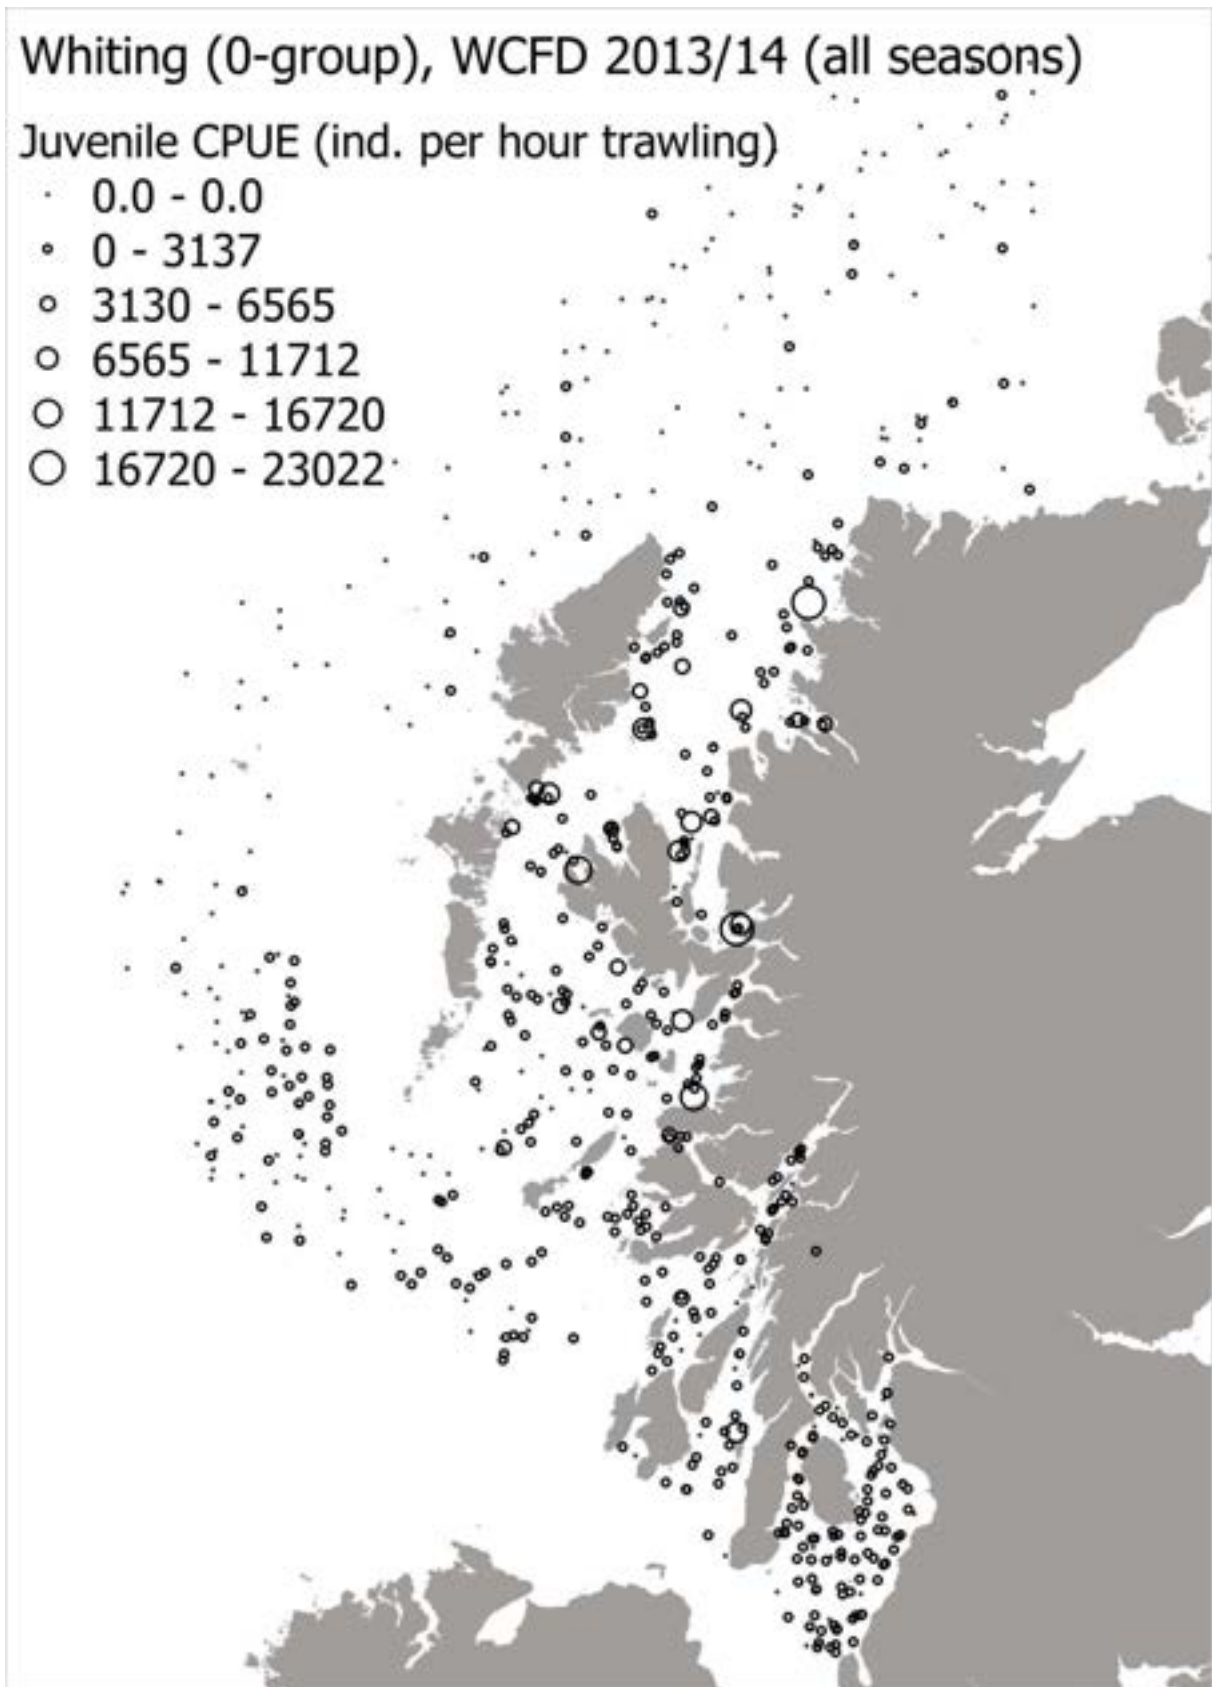 Whiting (0-group), WCFD 2013/14 (all seasons)
Juvenile CPUE (ind. per hour trawling)
0.0 - 0.0
0 - 3137
3130 - 6565
6565 - 11712
11712 - 16720
16720 - 23022